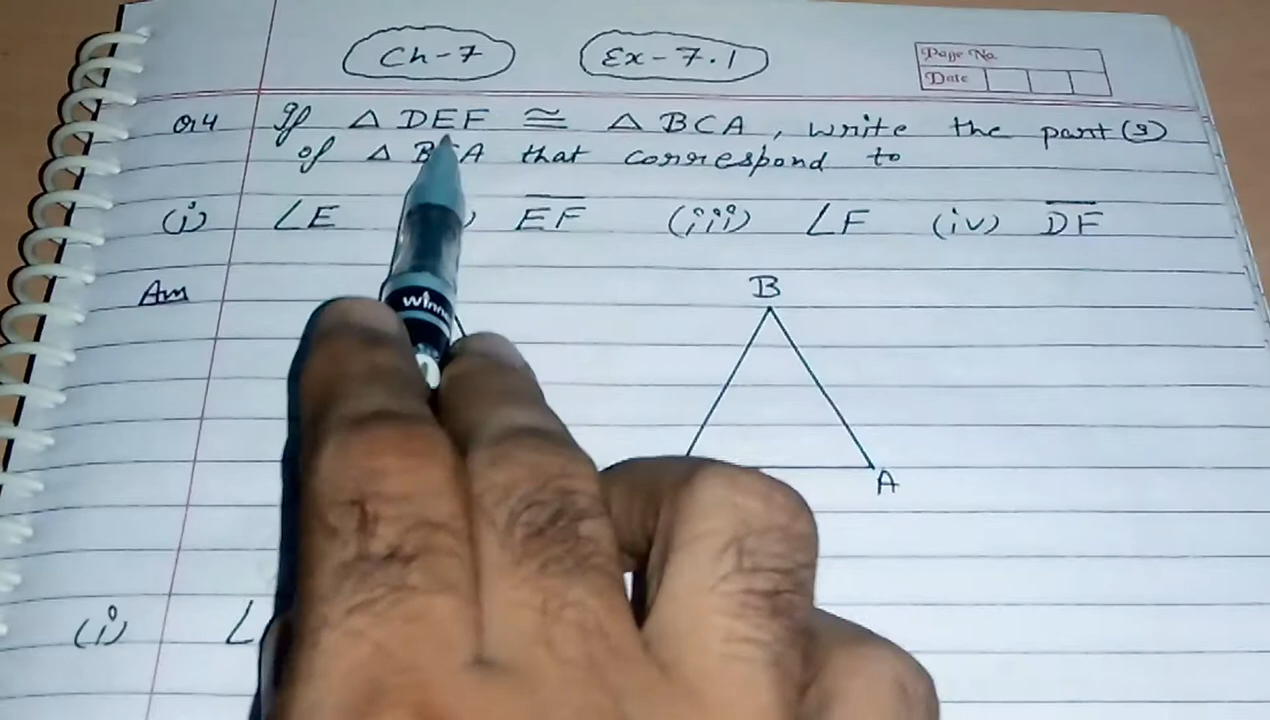 Ch-7 Ex-7.1
Page No.
Date
Q4 If △ DEF ≅ △ BCA, write the part(s)
of △ BCA that correspond to
(i) ∠E ) EF (iii) ∠F (iv) DF
Ans
B
A
(i) ∠